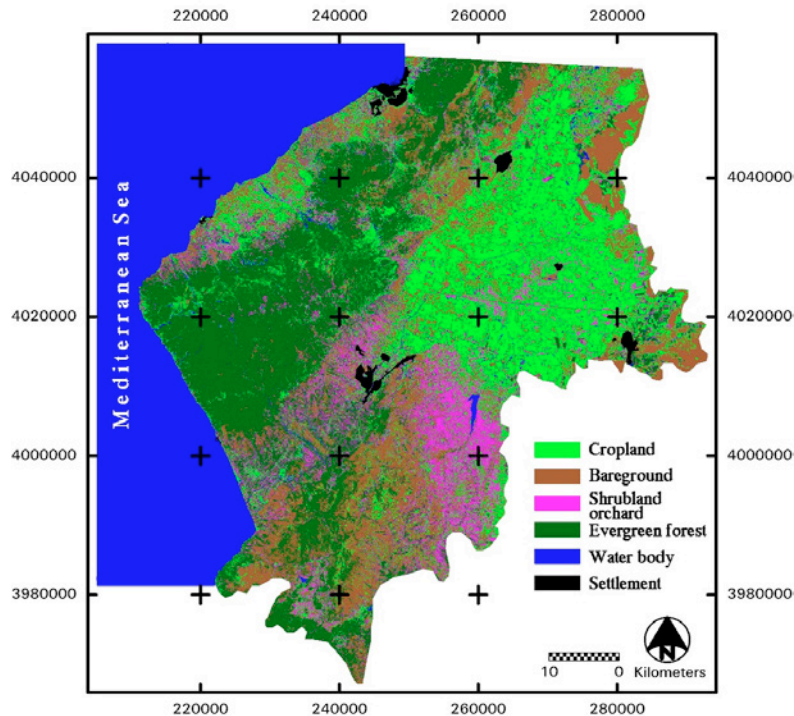 220000 240000 260000 280000
4040000 4040000
4020000 4020000
4000000 4000000
3980000 3980000
Mediterranean Sea
Cropland
Bareground
Shrubland
orchard
Evergreen forest
Water body
Settlement
N
10 0 Kilometers
220000 240000 260000 280000